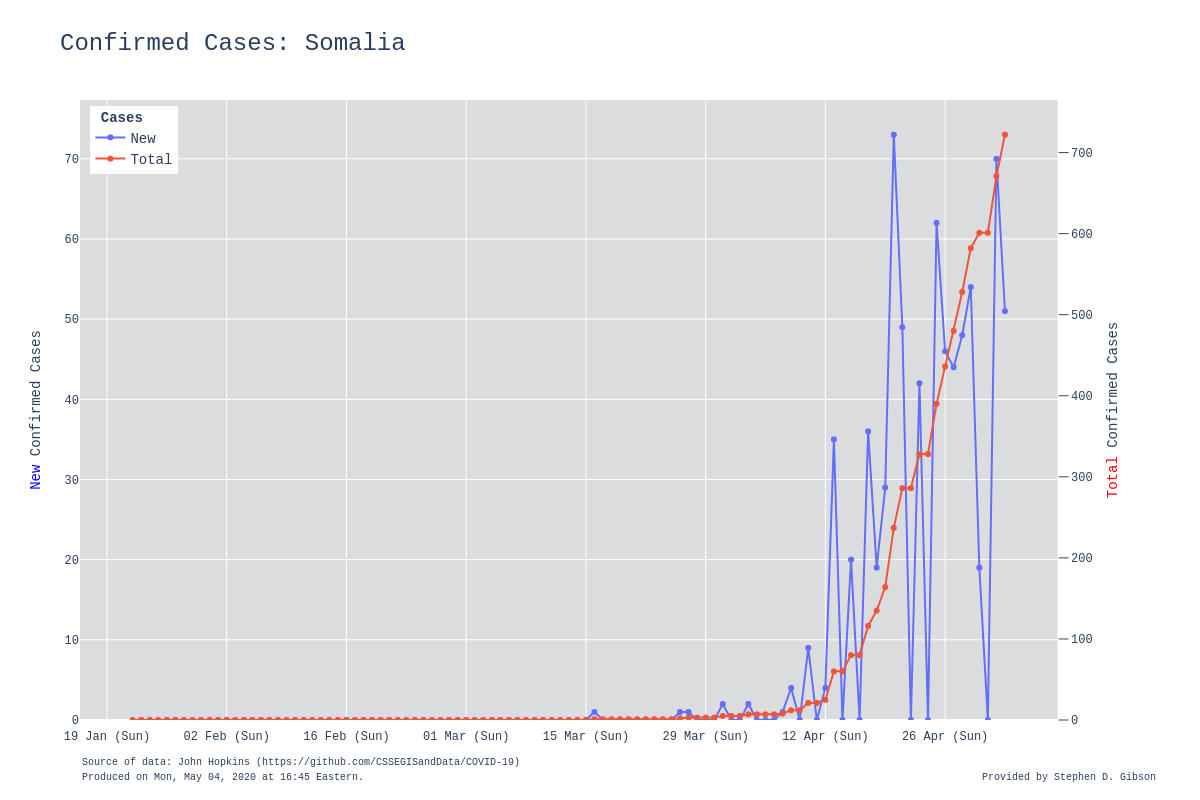 Confirmed Cases: Somalia
Cases
New
Total
70
60
50
40
30
20
10
0
New Confirmed Cases
700
600
500
400
300
200
100
0
Total Confirmed Cases
19 Jan (Sun)
02 Feb (Sun)
16 Feb (Sun)
01 Mar (Sun)
15 Mar (Sun)
29 Mar (Sun)
12 Apr (Sun)
26 Apr (Sun)
Source of data: John Hopkins (https://github.com/CSSEGISandData/COVID-19)
Produced on Mon, May 04, 2020 at 16:45 Eastern.
Provided by Stephen D. Gibson